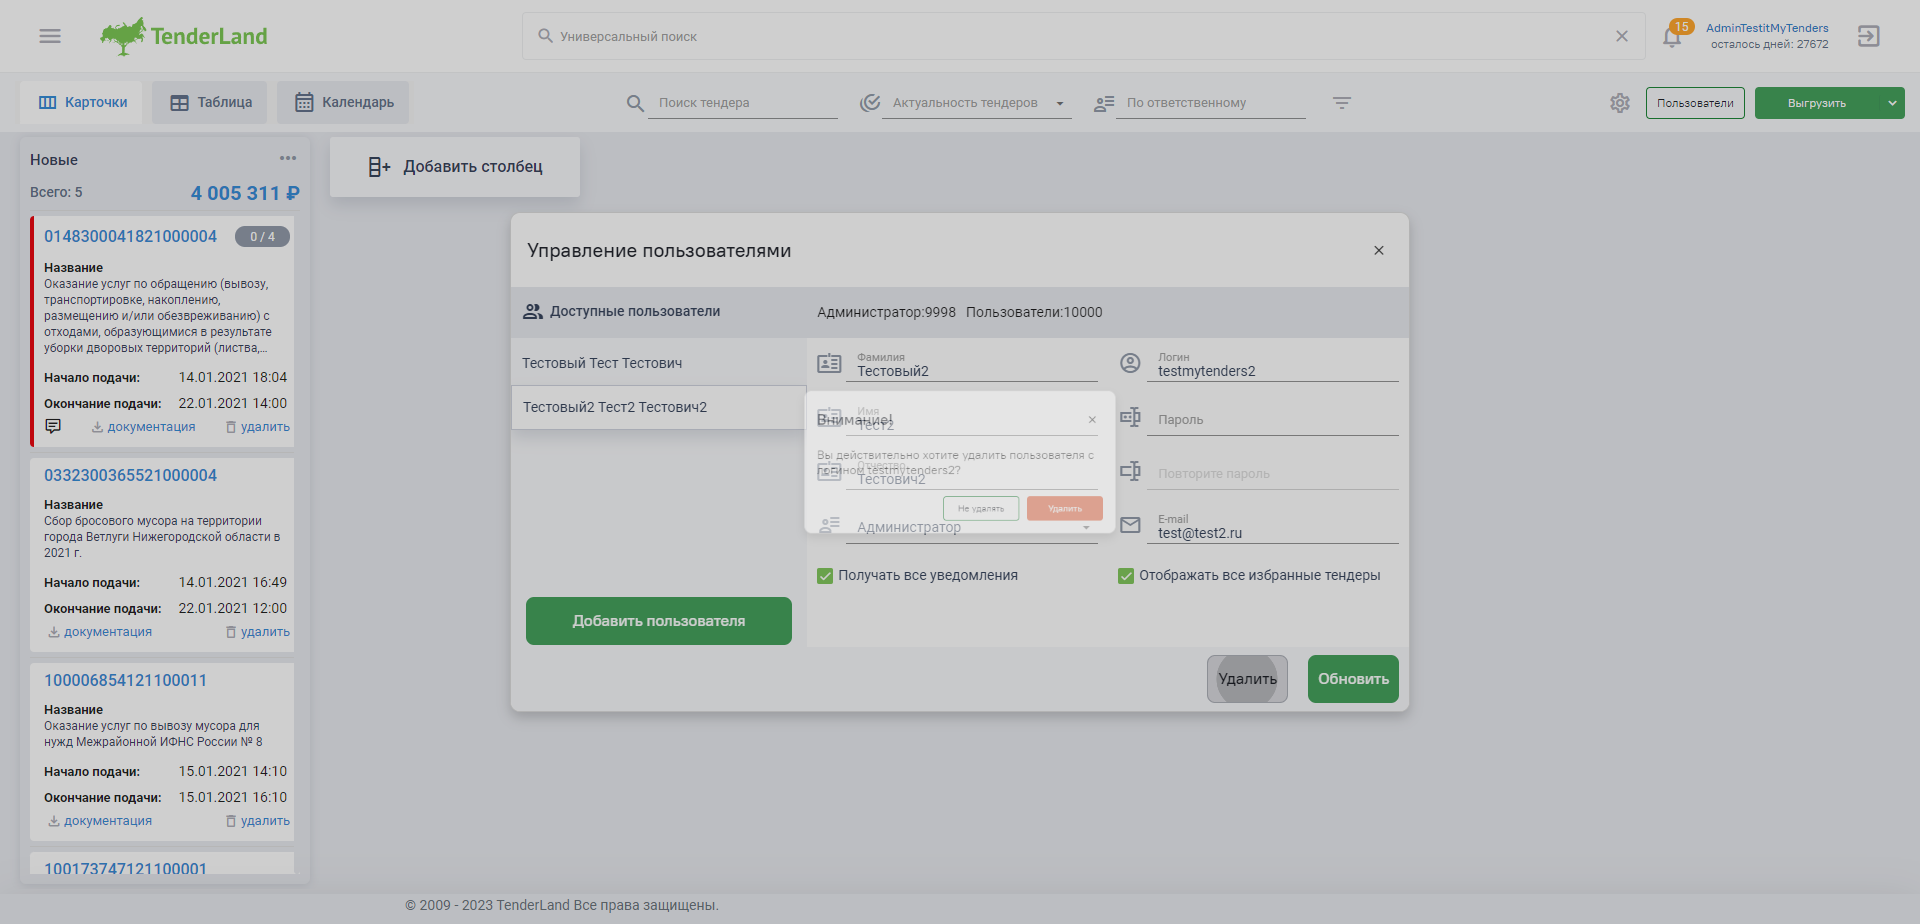 TenderLand
Универсальный поиск
15
AdminTestitMyTenders
осталось дней: 27672
Карточки
Таблица
Календарь
Поиск тендера
Актуальность тендеров
По ответственному
Пользователи
Выгрузить
Новые
Всего: 5
4 005 311 ₽
Добавить столбец
0148300041821000004
0 / 4
Название
Оказание услуг по обращению (вывозу,
транспортировке, накоплению,
размещению и/или обезвреживанию) с
отходами, образующимися в результате
уборки дворовых территорий (листва,...
Начало подачи: 14.01.2021 18:04
Окончание подачи: 22.01.2021 14:00
документация удалить
0332300365521000004
Название
Сбор бросового мусора на территории
города Ветлуги Нижегородской области в
2021 г.
Начало подачи: 14.01.2021 16:49
Окончание подачи: 22.01.2021 12:00
документация удалить
100006854121100011
Название
Оказание услуг по вывозу мусора для
нужд Межрайонной ИФНС России № 8
Начало подачи: 15.01.2021 14:10
Окончание подачи: 15.01.2021 16:10
документация удалить
100173747121100001
Управление пользователями
Доступные пользователи
Администратор:9998 Пользователи:10000
Тестовый Тест Тестович
Тестовый2 Тест2 Тестович2
Добавить пользователя
Фамилия
Тестовый2
Логин
testmytenders2
Имя
Тест2
Пароль
Отчество
Тестович2
Повторите пароль
Администратор
E-mail
test@test2.ru
Внимание!
Вы действительно хотите удалить пользователя с
логином testmytenders2?
Не удалять
Удалить
Получать все уведомления
Отображать все избранные тендеры
Удалить
Обновить
© 2009 - 2023 TenderLand Все права защищены.